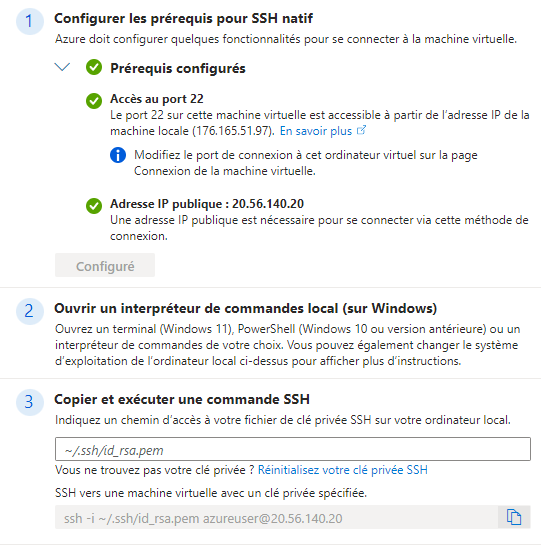 1 Configurer les prérequis pour SSH natif
Azure doit configurer quelques fonctionnalités pour se connecter à la machine virtuelle.
Prérequis configurés
Accès au port 22
Le port 22 sur cette machine virtuelle est accessible à partir de l'adresse IP de la
machine locale (176.165.51.97). En savoir plus
Modifiez le port de connexion à cet ordinateur virtuel sur la page
Connexion de la machine virtuelle.
Adresse IP publique : 20.56.140.20
Une adresse IP publique est nécessaire pour se connecter via cette méthode de
connexion.
Configuré
2 Ouvrir un interpréteur de commandes local (sur Windows)
Ouvrez un terminal (Windows 11), PowerShell (Windows 10 ou version antérieure) ou un
interpréteur de commandes de votre choix. Vous pouvez également changer le système
d'exploitation de l'ordinateur local ci-dessus pour afficher plus d'instructions.
3 Copier et exécuter une commande SSH
Indiquez un chemin d'accès à votre fichier de clé privée SSH sur votre ordinateur local.
~/.ssh/id_rsa.pem
Vous ne trouvez pas votre clé privée ? Réinitialisez votre clé privée SSH
SSH vers une machine virtuelle avec un clé privée spécifiée.
ssh -i ~/.ssh/id_rsa.pem azureuser@20.56.140.20